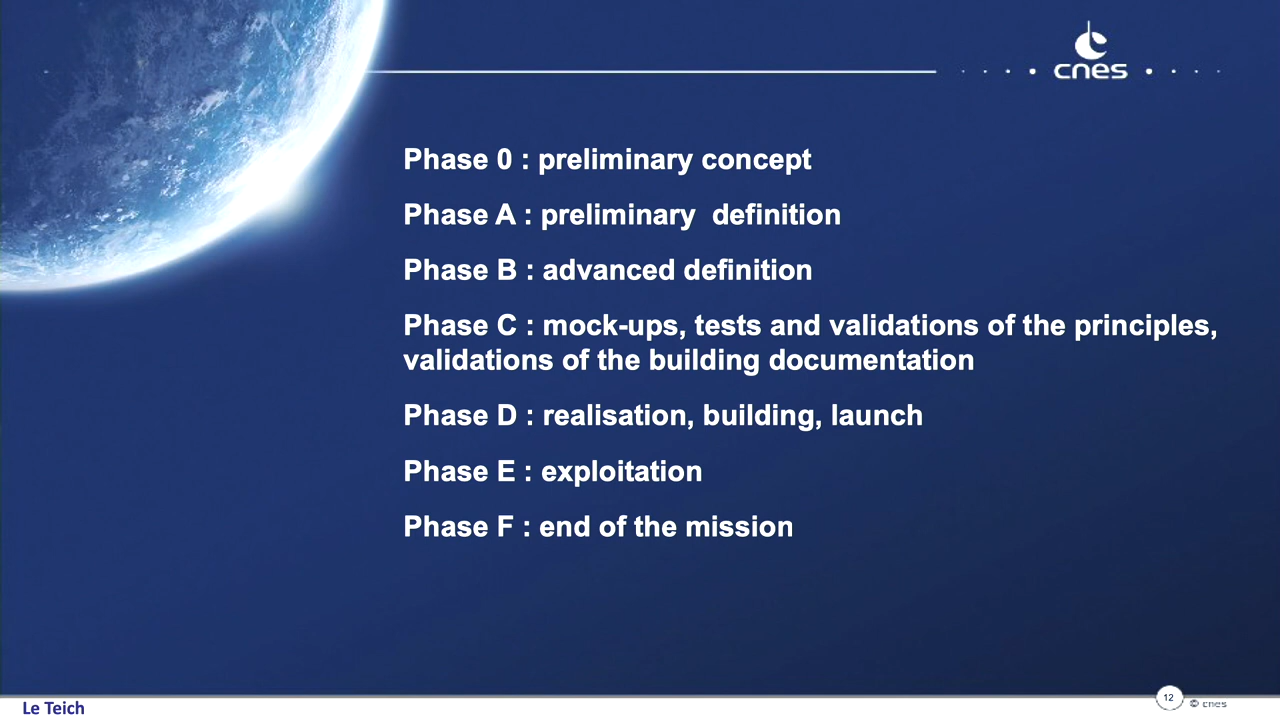 cnes
Phase 0 : preliminary concept
Phase A : preliminary  definition
Phase B : advanced definition
Phase C : mock-ups, tests and validations of the principles,
validations of the building documentation
Phase D : realisation, building, launch
Phase E : exploitation
Phase F : end of the mission
Le Teich
12
© cnes